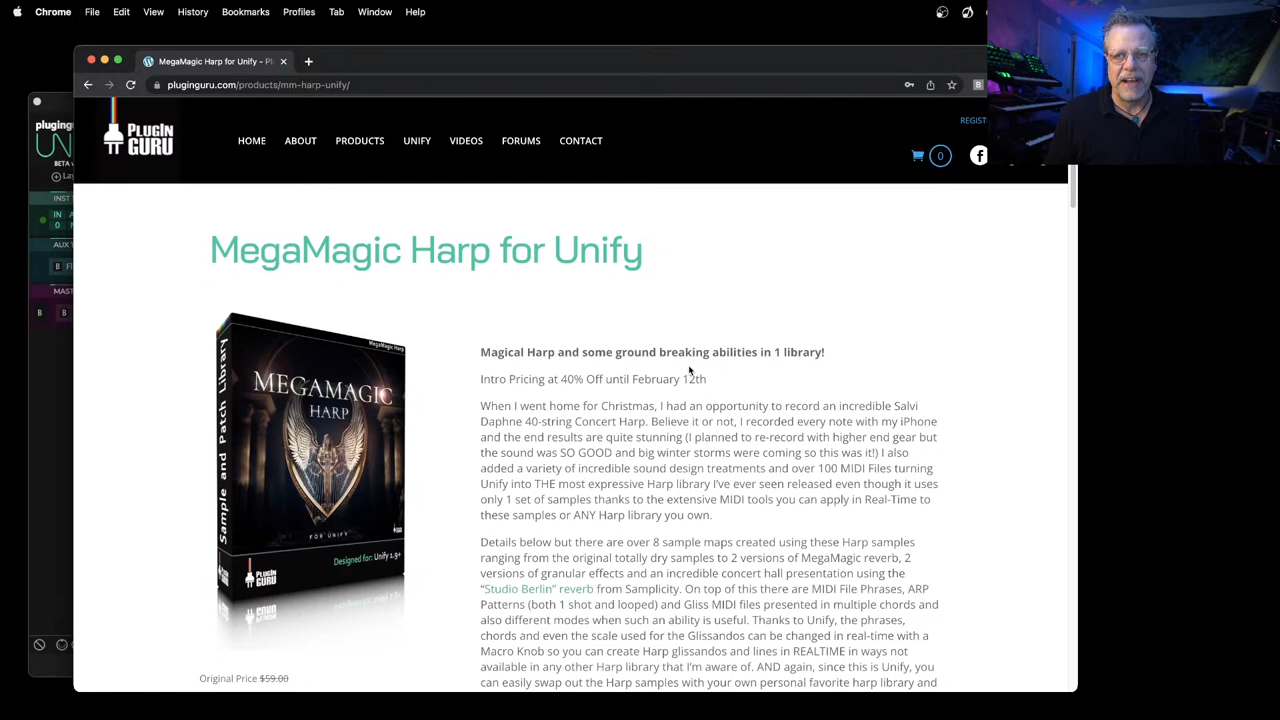 Chrome File Edit View History Bookmarks Profiles Tab Window Help
MegaMagic Harp for Unify - Pl
pluginguru.com/products/mm-harp-unify/
B
pluginguru
UN
BETA
Lay
INST
IN A
0
AUX T
B Fl
MAST
B B
PLUGIN
GURU
HOME ABOUT PRODUCTS UNIFY VIDEOS FORUMS CONTACT
REGIST
0
MegaMagic Harp for Unify
MegaMagic Harp
Sample and Patch Library
MEGAMAGIC
HARP
FOR UNIFY
Designed for: Unify 1.9+
PLUGIN
GURU
Magical Harp and some ground breaking abilities in 1 library!
Intro Pricing at 40% Off until February 12th
When I went home for Christmas, I had an opportunity to record an incredible Salvi
Daphne 40-string Concert Harp. Believe it or not, I recorded every note with my iPhone
and the end results are quite stunning (I planned to re-record with higher end gear but
the sound was SO GOOD and big winter storms were coming so this was it!) I also
added a variety of incredible sound design treatments and over 100 MIDI Files turning
Unify into THE most expressive Harp library I've ever seen released even though it uses
only 1 set of samples thanks to the extensive MIDI tools you can apply in Real-Time to
these samples or ANY Harp library you own.
Details below but there are over 8 sample maps created using these Harp samples
ranging from the original totally dry samples to 2 versions of MegaMagic reverb, 2
versions of granular effects and an incredible concert hall presentation using the
"Studio Berlin" reverb from Samplicity. On top of this there are MIDI File Phrases, ARP
Patterns (both 1 shot and looped) and Gliss MIDI files presented in multiple chords and
also different modes when such an ability is useful. Thanks to Unify, the phrases,
chords and even the scale used for the Glissandos can be changed in real-time with a
Macro Knob so you can create Harp glissandos and lines in REALTIME in ways not
available in any other Harp library that I'm aware of. AND again, since this is Unify, you
can easily swap out the Harp samples with your own personal favorite harp library and
Original Price $59.00